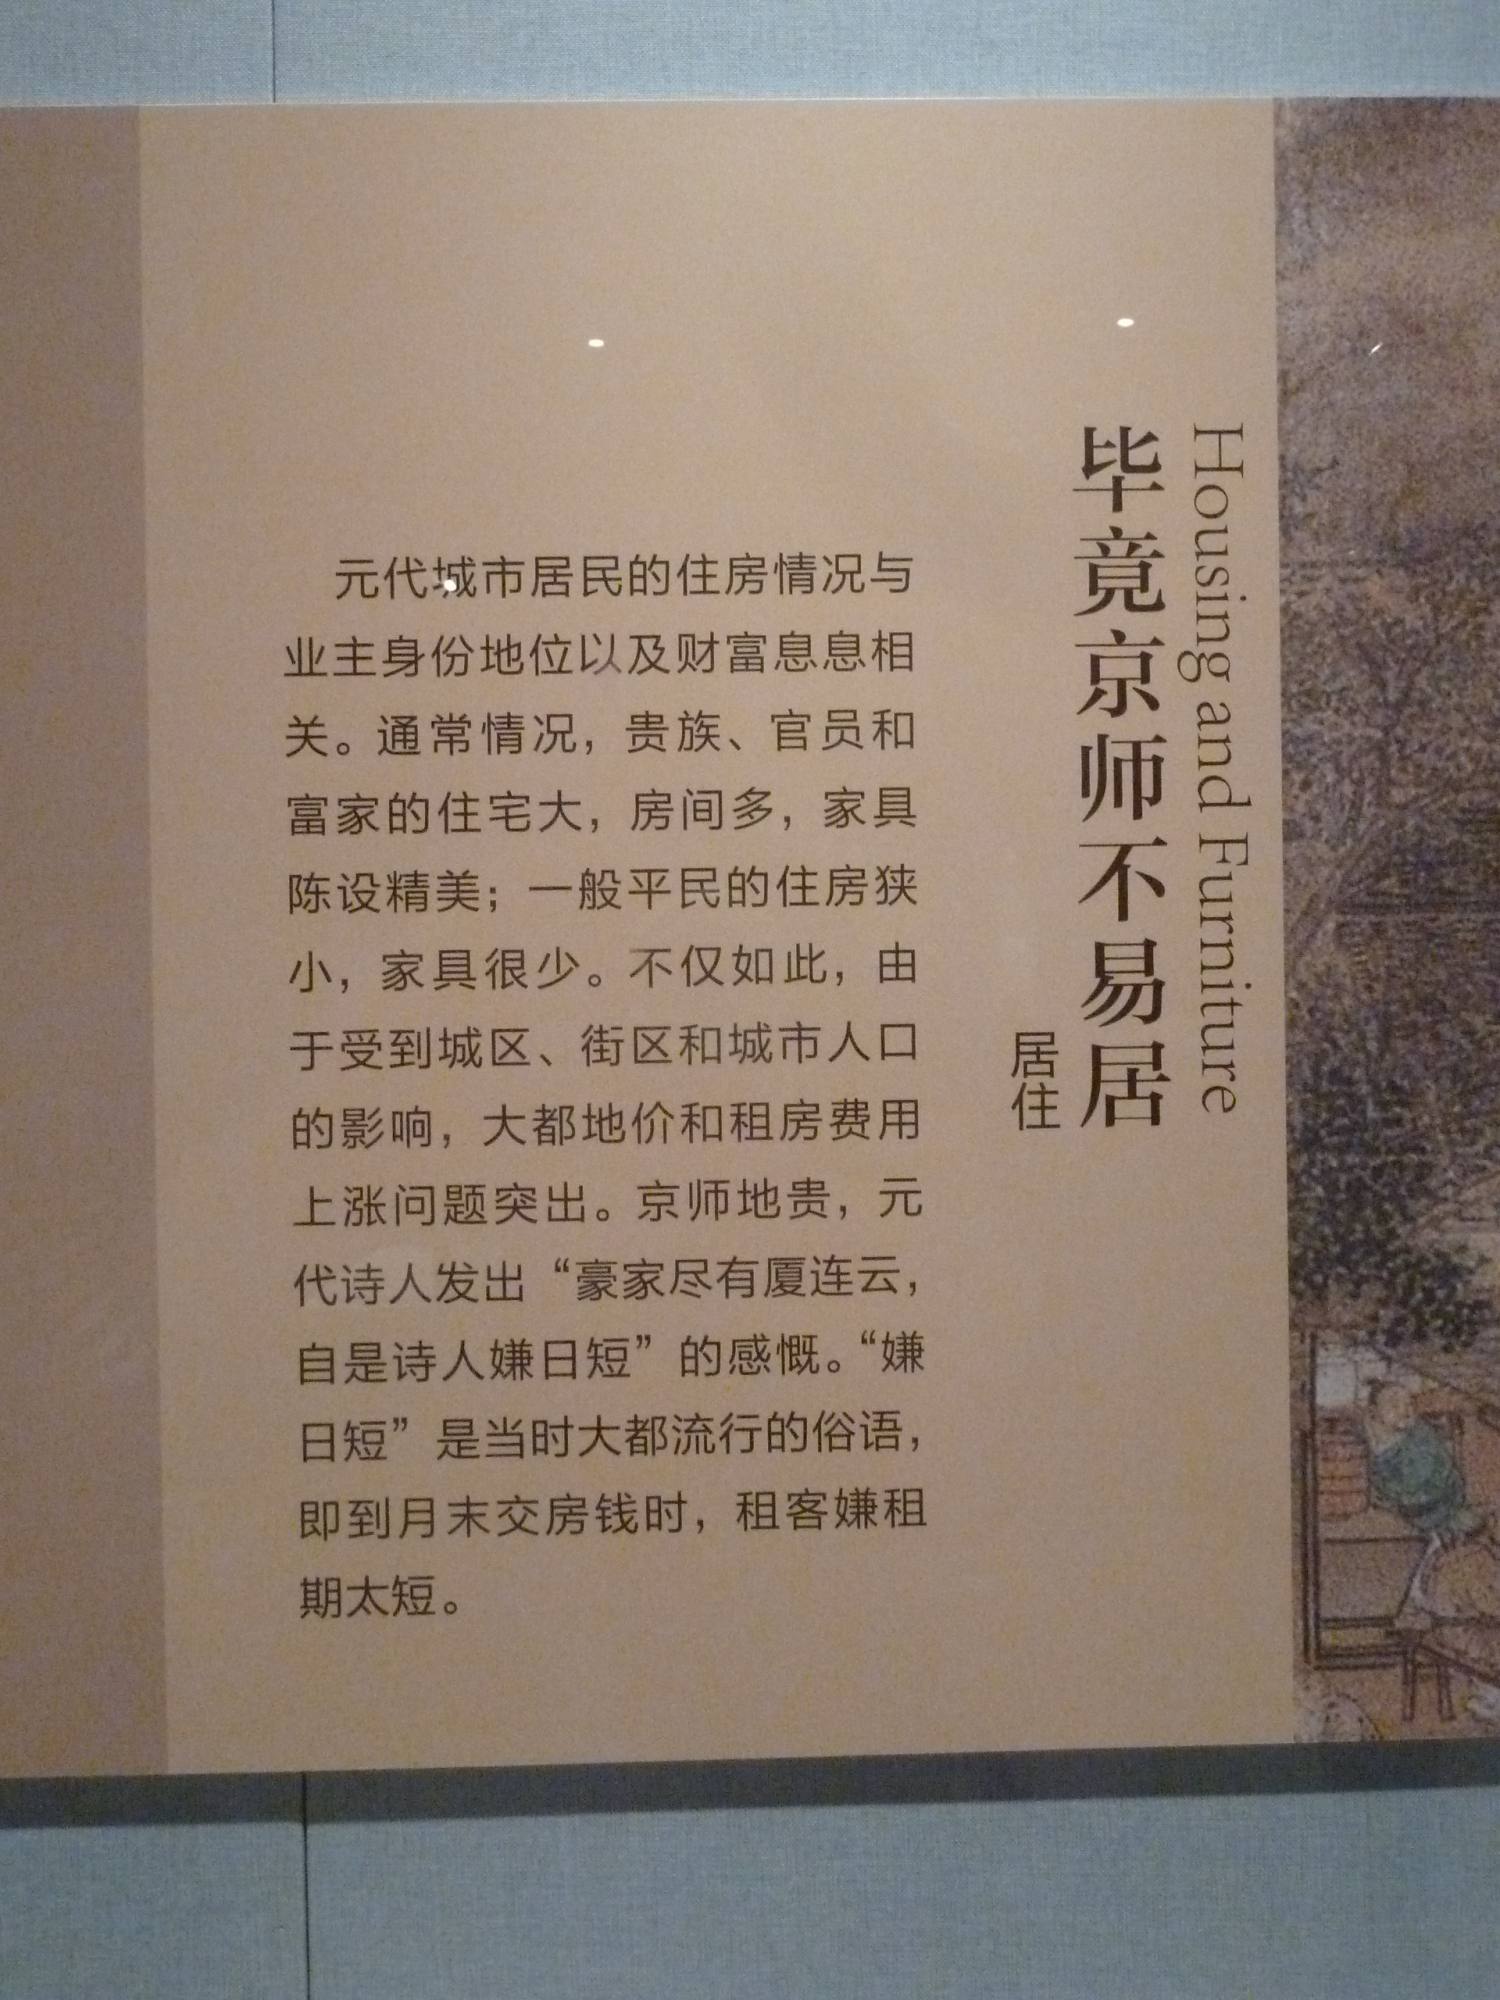 Housing and Furniture
毕竟京师不易居
居住
元代城市居民的住房情况与
业主身份地位以及财富息息相
关。通常情况，贵族、官员和
富家的住宅大，房间多，家具
陈设精美；一般平民的住房狭
小，家具很少。不仅如此，由
于受到城区、街区和城市人口
的影响，大都地价和租房费用
上涨问题突出。京师地贵，元
代诗人发出“豪家尽有厦连云，
自是诗人嫌日短”的感慨。“嫌
日短”是当时大都流行的俗语，
即到月末交房钱时，租客嫌租
期太短。